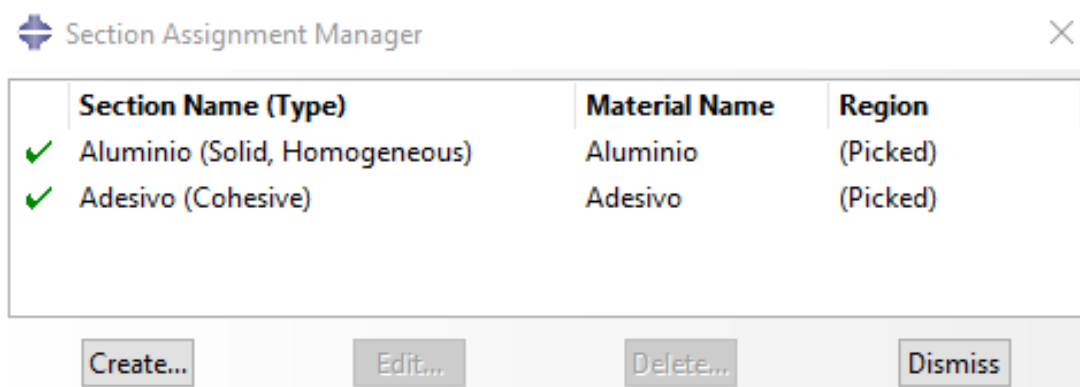 Section Assignment Manager
Section Name (Type) Material Name Region
Aluminio (Solid, Homogeneous) Aluminio (Picked)
Adesivo (Cohesive) Adesivo (Picked)
Create... Edit... Delete... Dismiss